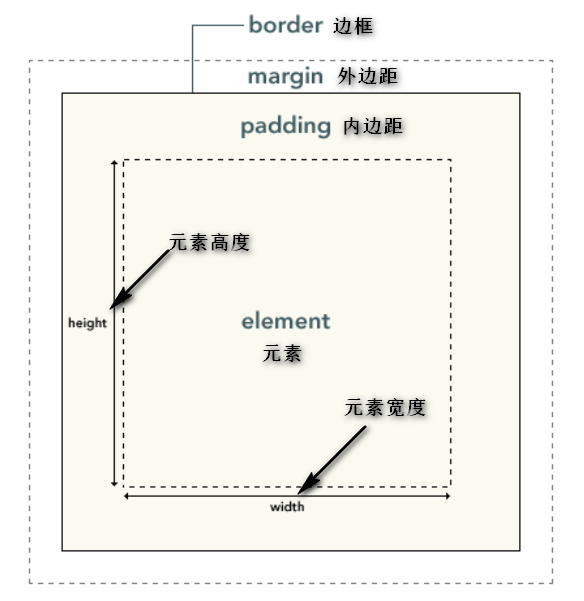 border 边框
margin 外边距
padding 内边距
元素高度
height
element
元素
元素宽度
width